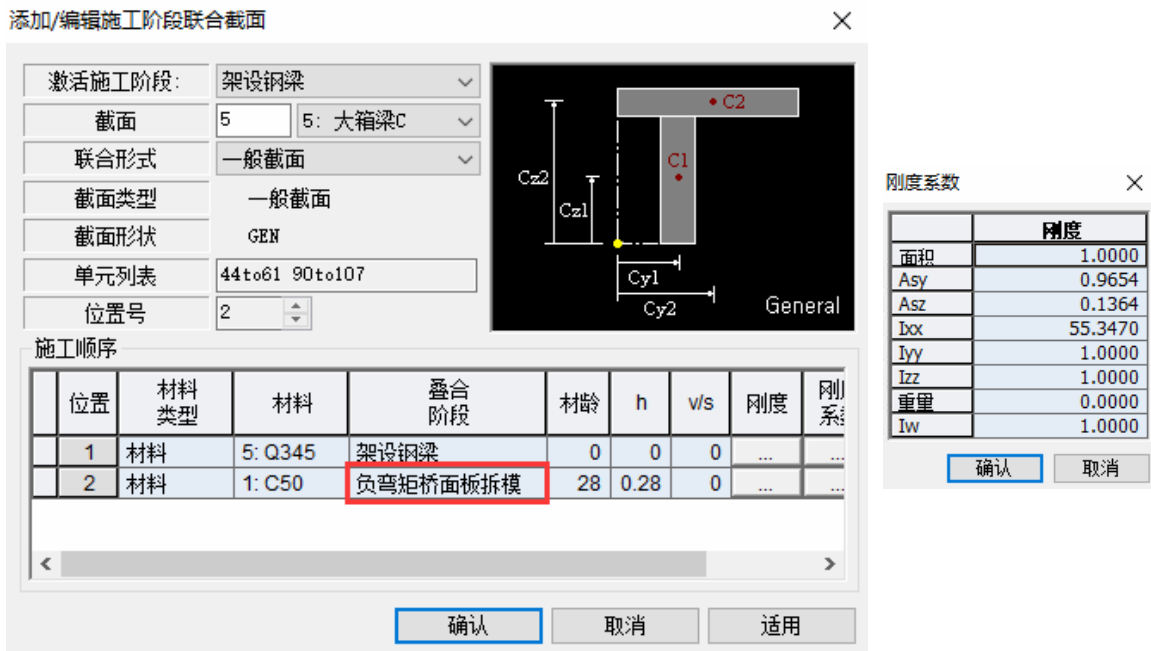 添加/编辑施工阶段联合截面
激活施工阶段: 架设钢梁
截面 5 5: 大箱梁C
联合形式 一般截面
截面类型 一般截面
截面形状 GEN
单元列表 44to61 90to107
位置号 2
C2
C1
Cz2
Cz1
Cy1
Cy2
General
施工顺序
位置 材料类型 材料 叠合阶段 材龄 h v/s 刚度
1 材料 5: Q345 架设钢梁 0 0 0 ... ...
2 材料 1: C50 负弯矩桥面板拆模 28 0.28 0 ... ...
确认 取消 适用
刚度系数
刚度
面积 1.0000
Asy 0.9654
Asz 0.1364
Ixx 55.3470
Iyy 1.0000
Izz 1.0000
重量 0.0000
Iw 1.0000
确认 取消